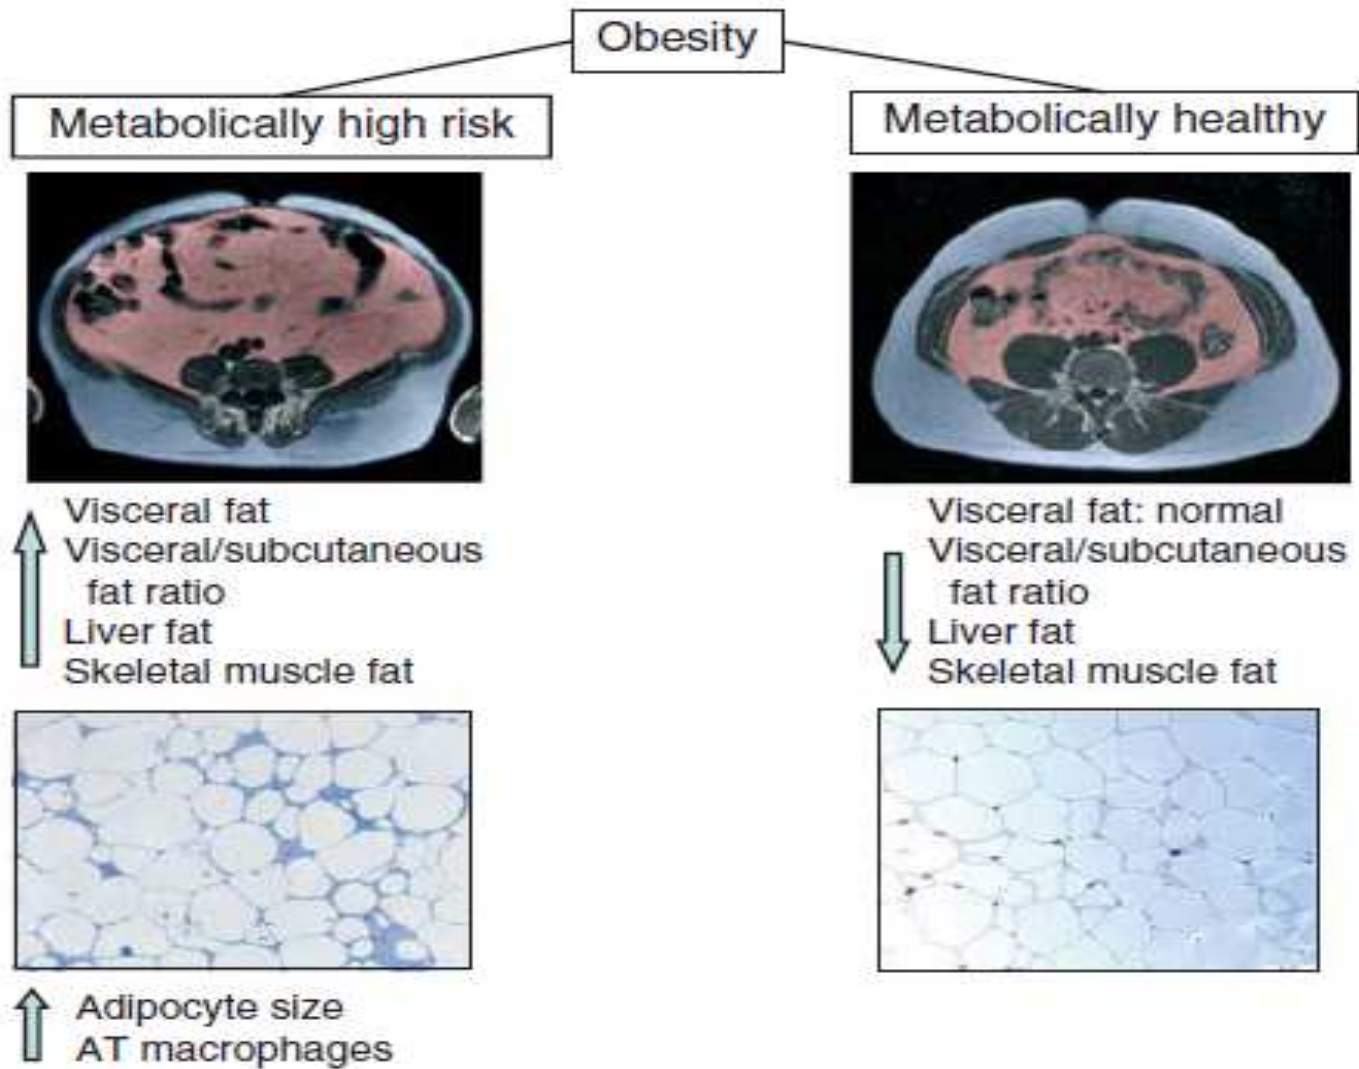 Obesity
Metabolically high risk
Metabolically healthy
Visceral fat
Visceral/subcutaneous
fat ratio
Liver fat
Skeletal muscle fat
Visceral fat: normal
Visceral/subcutaneous
fat ratio
Liver fat
Skeletal muscle fat
Adipocyte size
AT macrophages